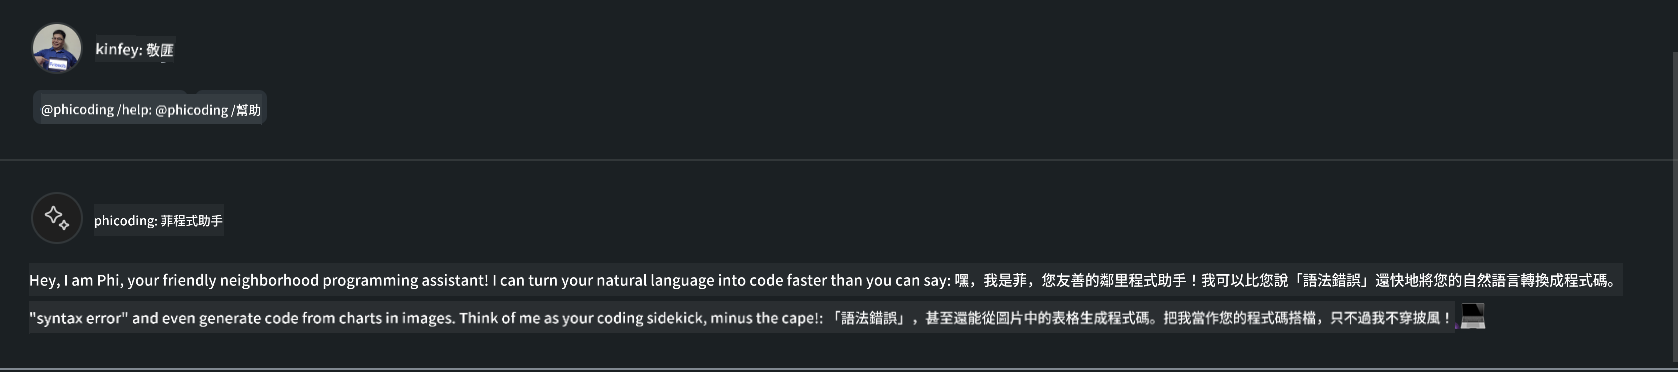 kinfey: 敬匪
@phicoding /help: @phicoding /幫助
phicoding: 菲程式助手
Hey, I am Phi, your friendly neighborhood programming assistant! I can turn your natural language into code faster than you can say: 嘿，我是菲，您友善的鄰里程式助手！我可以比您說「語法錯誤」還快地將您的自然語言轉換成程式碼。
"syntax error" and even generate code from charts in images. Think of me as your coding sidekick, minus the cape!: 「語法錯誤」，甚至還能從圖片中的表格生成程式碼。把我當作您的程式碼搭檔，只不過我不穿披風！